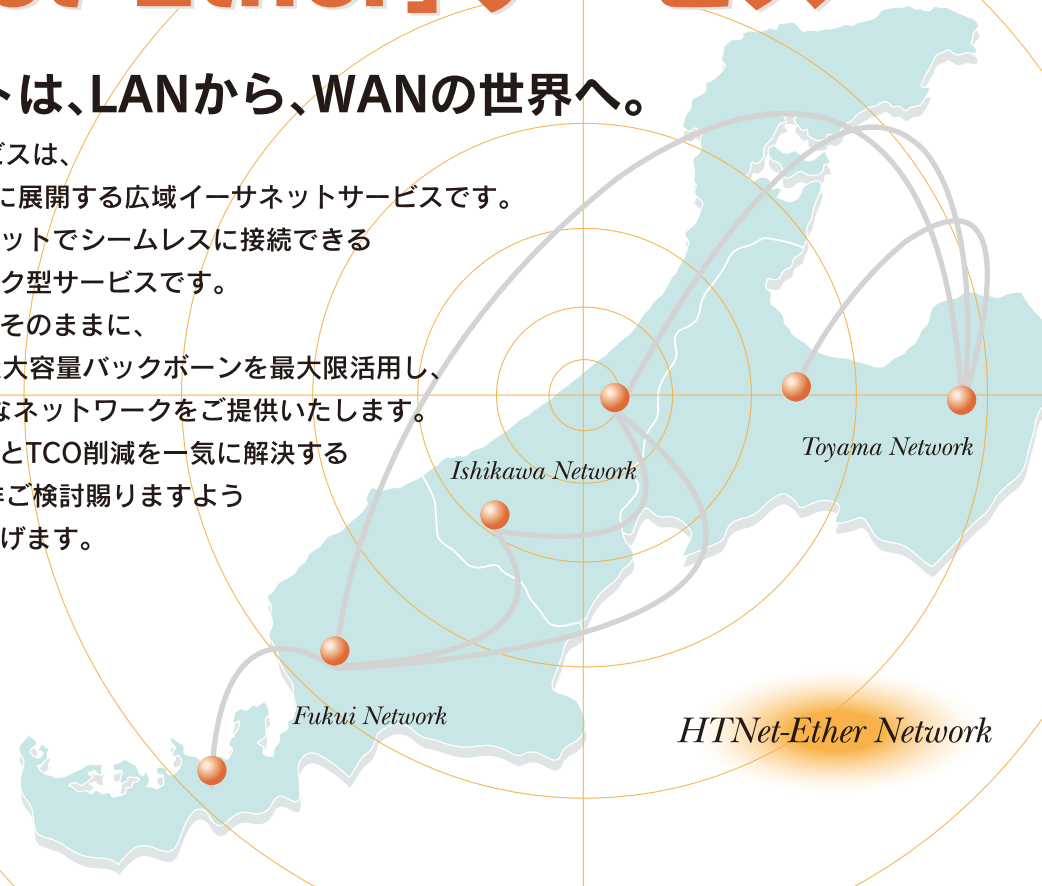 トは、LANから、WANの世界へ。
ビスは、
に展開する広域イーサネットサービスです。
ットでシームレスに接続できる
ク型サービスです。
そのままに、
大容量バックボーンを最大限活用し、
なネットワークをご提供いたします。
とTCO削減を一気に解決する
ご検討賜りますよう
げます。
Toyama Network
Ishikawa Network
Fukui Network
HTNet-Ether Network